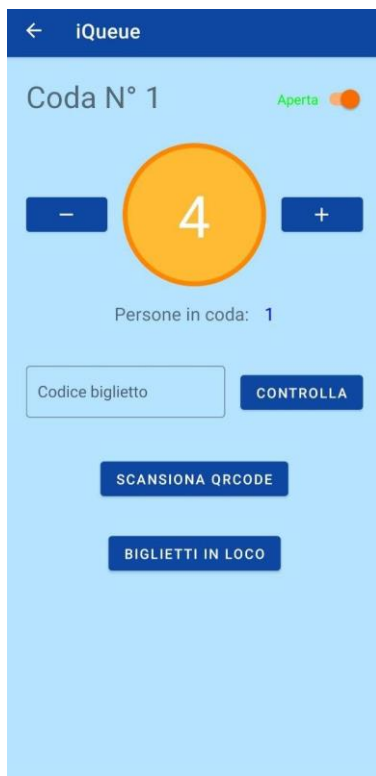 iQueue
Coda N° 1
Aperta
−
4
+
Persone in coda: 1
Codice biglietto
CONTROLLA
SCANSIONA QRCODE
BIGLIETTI IN LOCO